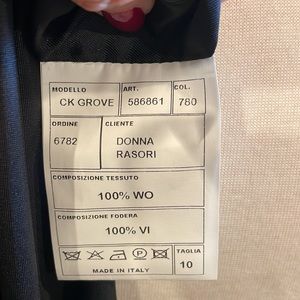 MODELLO ART. COL.
CK GROVE 586861 780
ORDINE CLIENTE
6782 DONNA
RASORI
COMPOSIZIONE TESSUTO
100% WO
COMPOSIZIONE FODERA
100% VI
TAGLIA
P
10
MADE IN ITALY